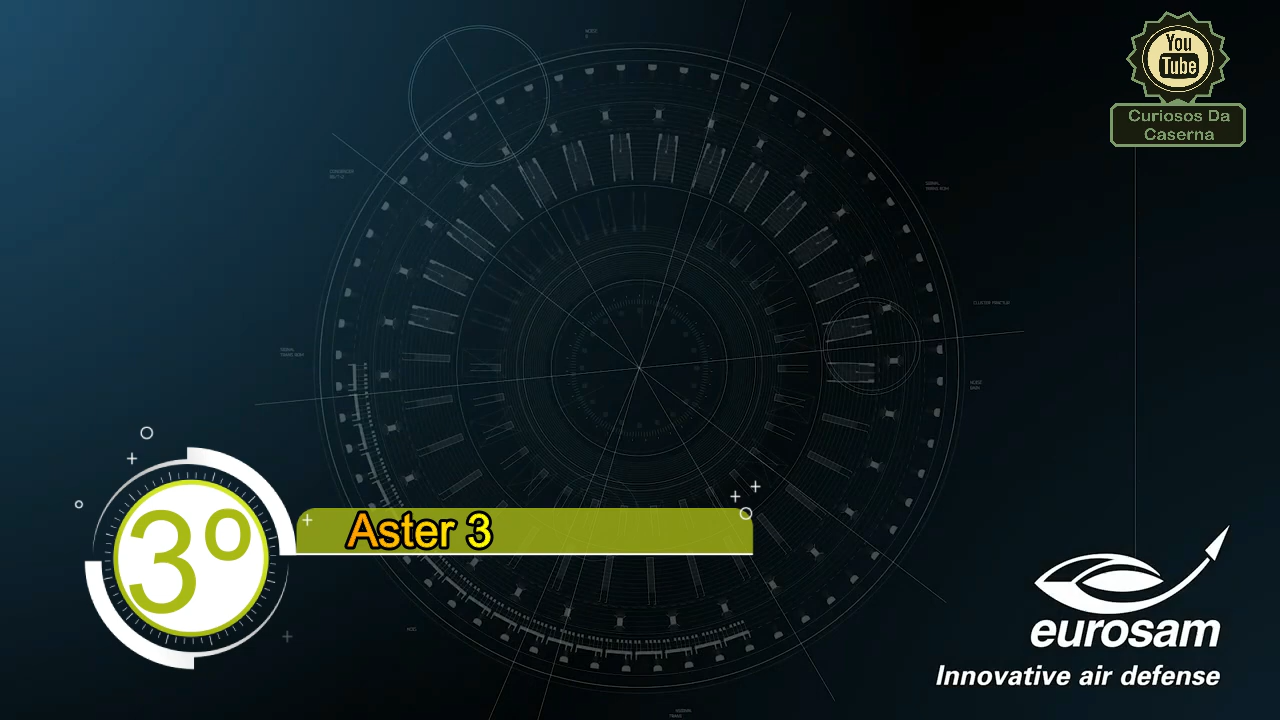 You
Tube
Curiosos Da
Caserna
3º
Aster 3
eurosam
Innovative air defense